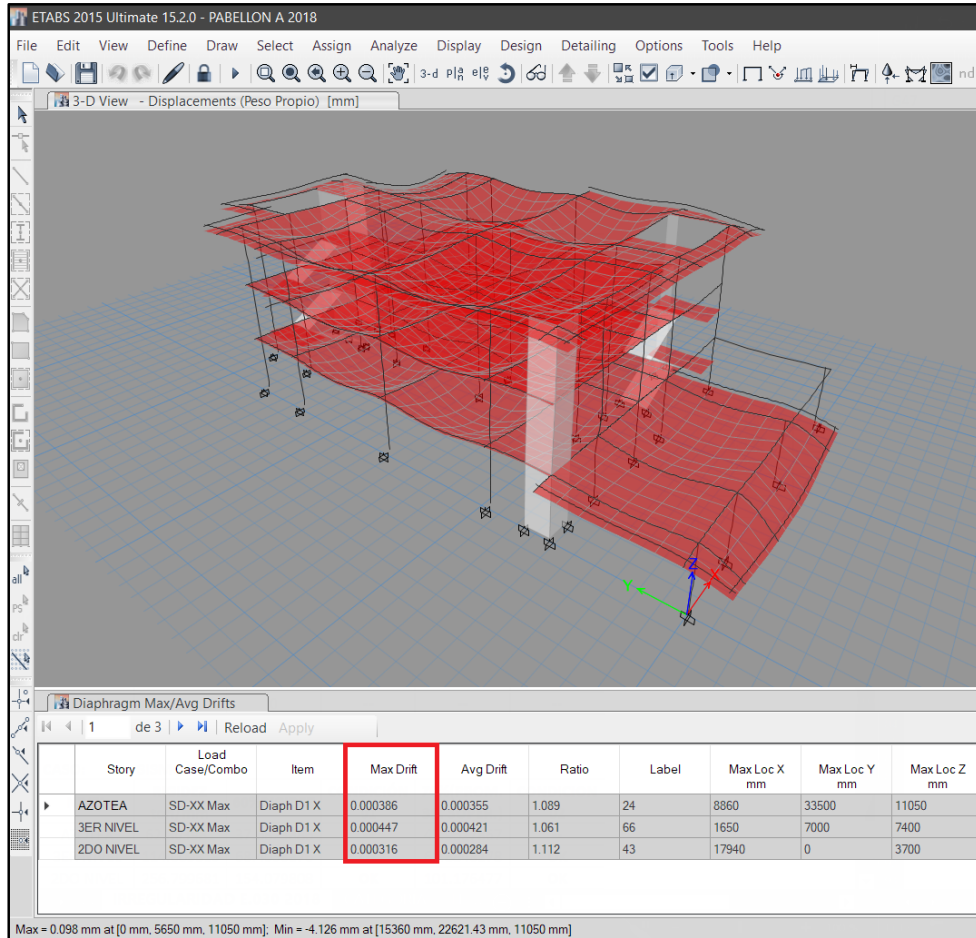 ETABS 2015 Ultimate 15.2.0 - PABELLON A 2018
File Edit View Define Draw Select Assign Analyze Display Design Detailing Options Tools Help
3-d nd
3-D View - Displacements (Peso Propio) [mm]
all
PS
clr
Z
X
Y
Diaphragm Max/Avg Drifts
1 de 3 Reload Apply
Story Load Case/Combo Item Max Drift Avg Drift Ratio Label Max Loc X mm Max Loc Y mm Max Loc Z mm
AZOTEA SD-XX Max Diaph D1 X 0.000386 0.000355 1.089 24 8860 33500 11050
3ER NIVEL SD-XX Max Diaph D1 X 0.000447 0.000421 1.061 66 1650 7000 7400
2DO NIVEL SD-XX Max Diaph D1 X 0.000316 0.000284 1.112 43 17940 0 3700
Max = 0.098 mm at [0 mm, 5650 mm, 11050 mm]; Min = -4.126 mm at [15360 mm, 22621.43 mm, 11050 mm]